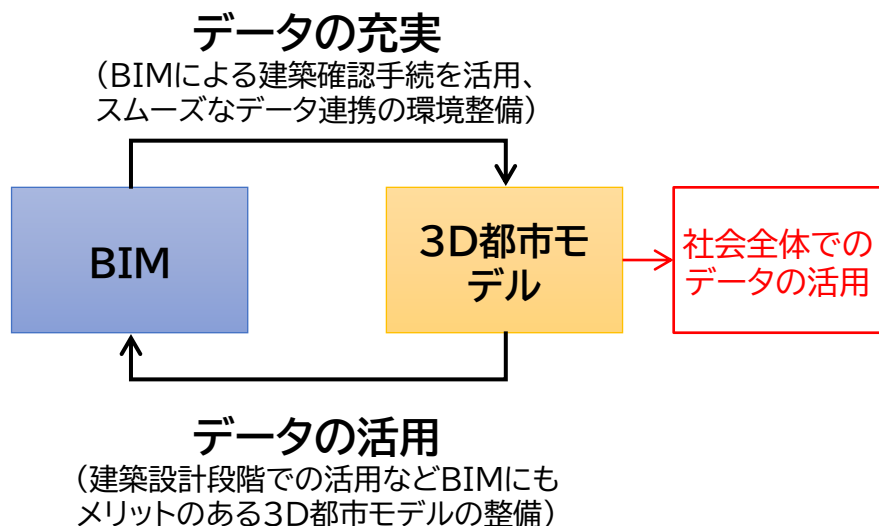 データの充実
（BIMによる建築確認手続を活用、
スムーズなデータ連携の環境整備）
BIM
3D都市モ
デル
社会全体での
データの活用
データの活用
（建築設計段階での活用などBIMにも
メリットのある3D都市モデルの整備）